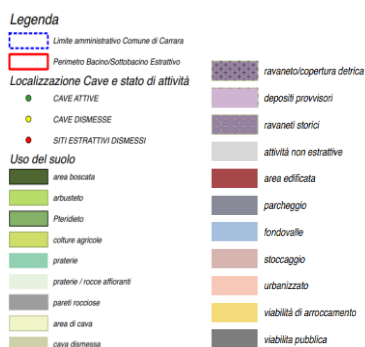 Legenda
Limite amministrativo Comune di Carrara
Perimetro Bacino/Sottobacino Estrattivo
Localizzazione Cave e stato di attività
CAVE ATTIVE
CAVE DISMESSE
SITI ESTRATTIVI DISMESSI
Uso del suolo
area boscata
arbusteto
Pteridieto
colture agricole
praterie
praterie / rocce affioranti
pareti rocciose
area di cava
cava dismessa
ravaneto/copertura detrica
depositi provvisori
ravaneti storici
attività non estrattive
area edificata
parcheggio
fondovalle
stoccaggio
urbanizzato
viabilità di arroccamento
viabilita pubblica